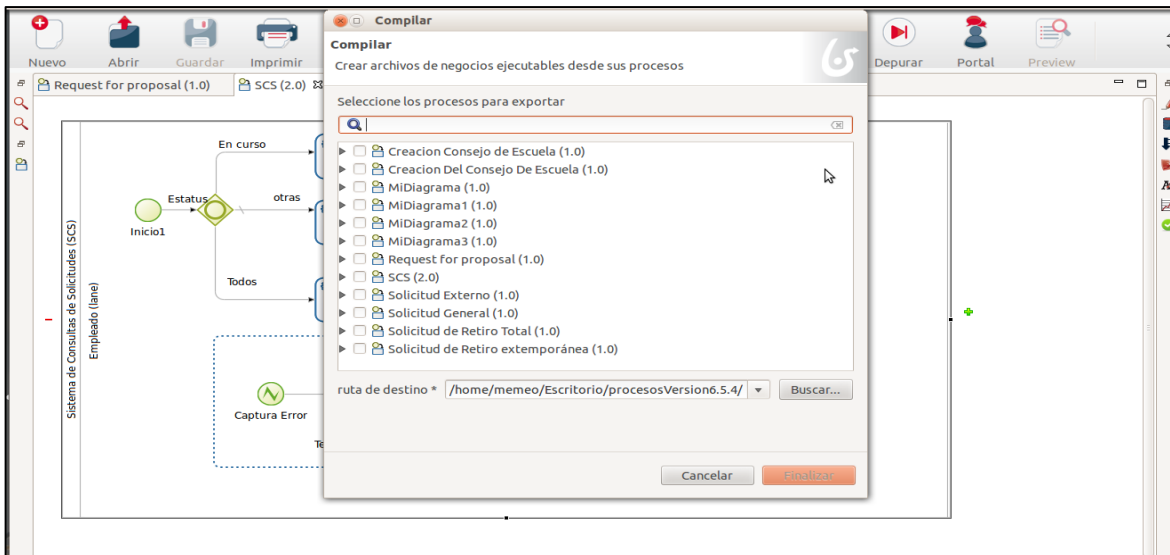 Compilar
Nuevo
Abrir
Guardar
Imprimir
Depurar
Portal
Preview
Compilar
Crear archivos de negocios ejecutables desde sus procesos
Request for proposal (1.0)
SCS (2.0)
Seleccione los procesos para exportar
Creacion Consejo de Escuela (1.0)
Creacion Del Consejo De Escuela (1.0)
MiDiagrama (1.0)
MiDiagrama1 (1.0)
MiDiagrama2 (1.0)
MiDiagrama3 (1.0)
Request for proposal (1.0)
SCS (2.0)
Solicitud Externo (1.0)
Solicitud General (1.0)
Solicitud de Retiro Total (1.0)
Solicitud de Retiro extemporánea (1.0)
ruta de destino * /home/memeo/Escritorio/procesosVersion6.5.4/
Buscar...
Cancelar
Finalizar
Sistema de Consultas de Solicitudes (SCS)
Empleado (lane)
En curso
Estatus
otras
Inicio1
Todos
Captura Error